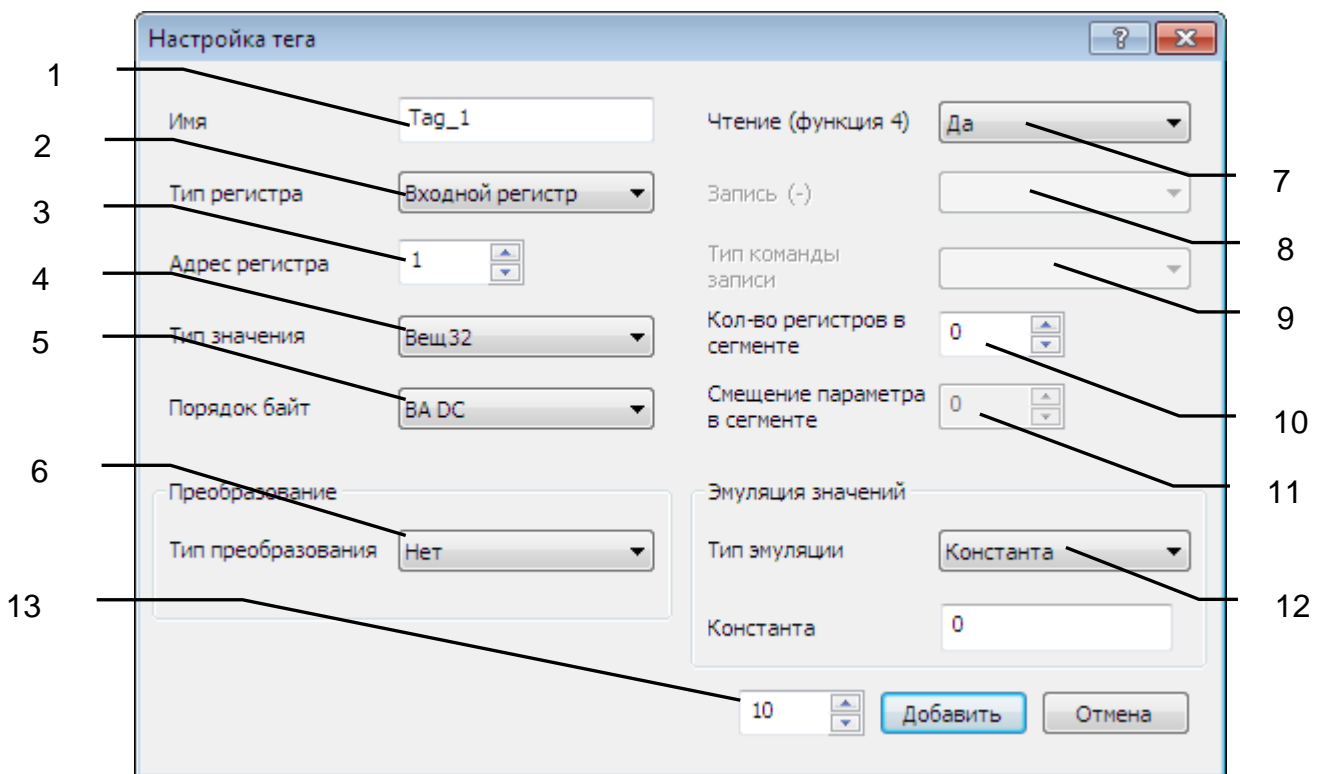 Настройка тега
1
Имя
Tag_1
Чтение (функция 4)
Да
2
7
Тип регистра
Входной регистр
Запись (-)
3
8
Адрес регистра
1
Тип команды
записи
4
9
Тип значения
Вещ32
Кол-во регистров в
сегменте
0
5
Порядок байт
BA DC
Смещение параметра
в сегменте
0
10
6
11
Преобразование
Эмуляция значений
Тип преобразования
Нет
Тип эмуляции
Константа
13
12
Константа
0
10
Добавить
Отмена